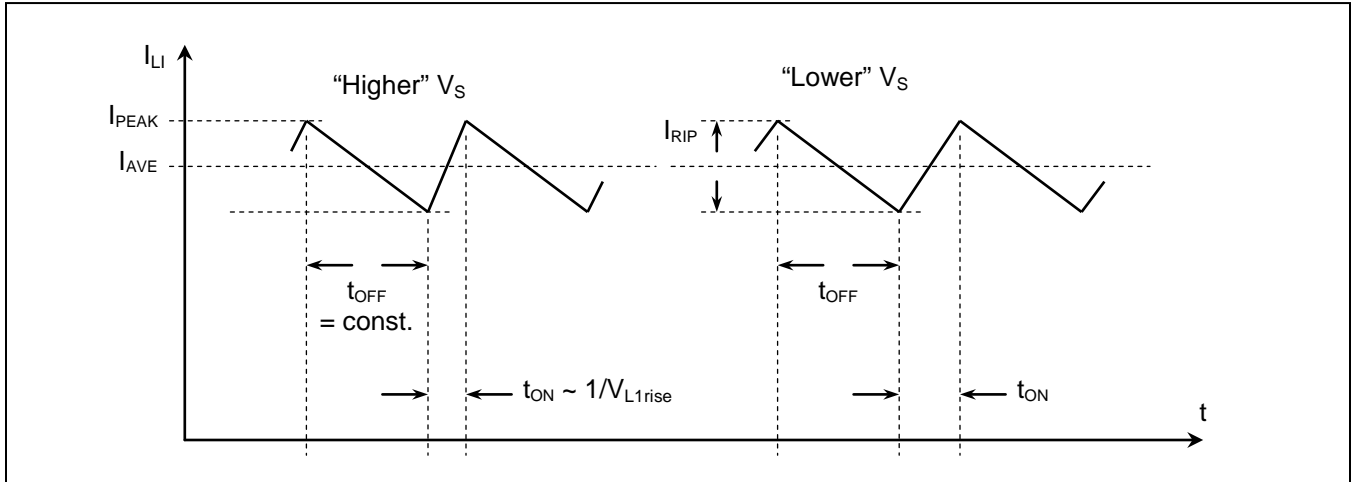 I_LI
"Higher" V_S
"Lower" V_S
I_PEAK
I_RIP
I_AVE
t_OFF
= const.
t_OFF
t_ON ~ 1/V_L1rise
t_ON
t